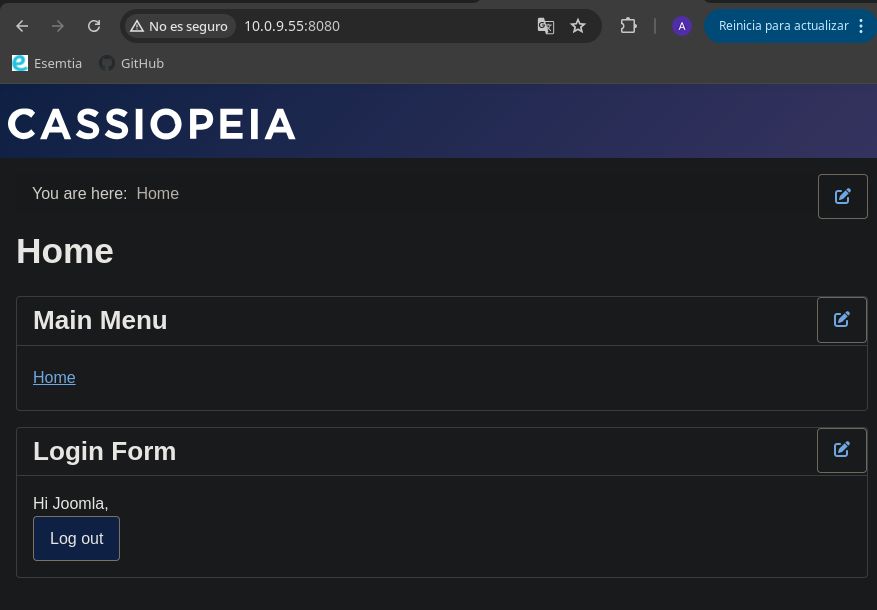 No es seguro 10.0.9.55:8080 A Reinicia para actualizar
Esemtia GitHub
CASSIOPEIA
You are here: Home
Home
Main Menu
Home
Login Form
Hi Joomla,
Log out